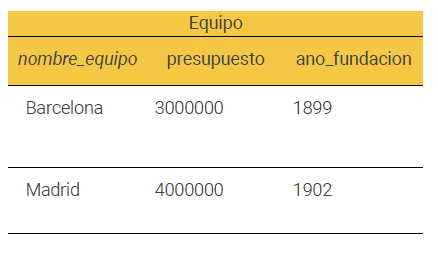 Equipo
nombre_equipo presupuesto ano_fundacion
Barcelona 3000000 1899
Madrid 4000000 1902